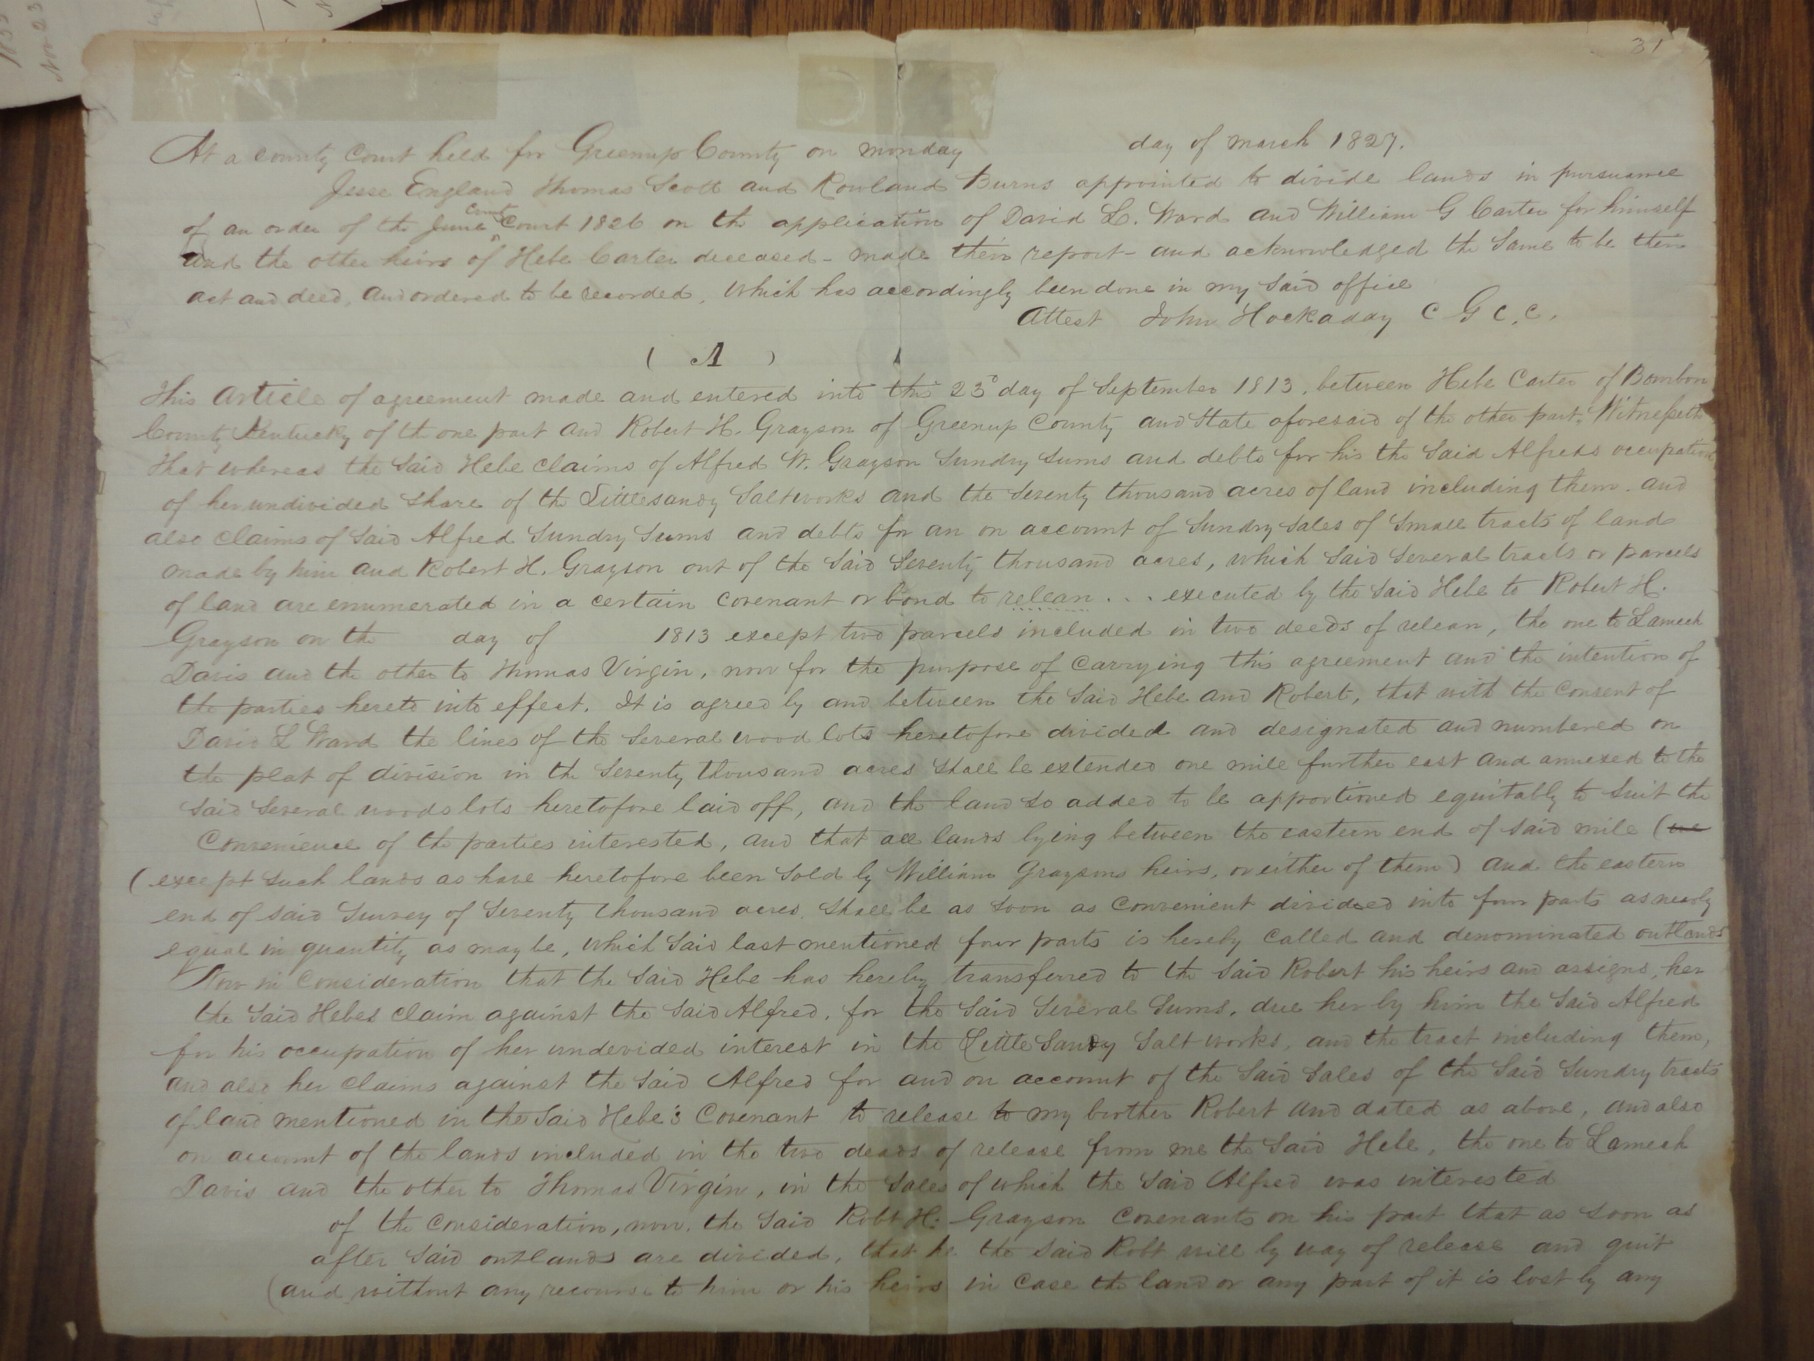 31
At a county Court held for Greenup County on monday day of march 1827.
Jesse England Thomas Scott and Rowland Burns appointed to divide lands in pursuance
of an order of the June County Court 1826 on the application of David L. Ward and William G Carter for himself
and the other heirs of Hebe Carter deceased - made their report - and acknowledged the Same to be their
act and deed, and ordered to be recorded, which has accordingly been done in my said office
Attest John Hockaday C G C. C.
( A )
This Article of agreement made and entered into this 23d day of September 1813, between Hebe Carter of Bourbon
County Kentucky of th one part and Robert H. Grayson of Greenup County and State aforesaid of the other part. Witnesseth
That whereas the Said Hebe claims of Alfred W. Grayson Sundry Sums and debts for his the Said Alfreds occupation
of her undivided share of the Littlesandy Saltworks and the Seventy thousand acres of land including them. and
also claims of Said Alfred Sundry Sums and debts for an on account of Sundry Sales of Small tracts of land
made by him and Robert H. Grayson out of the Said Seventy thousand acres, which Said Several tracts or parcels
of land are enumerated in a certain covenant or bond to relean . . . executed by the Said Hebe to Robert H.
Grayson on the day of 1813 except two parcels included in two deeds of relean, the one to Lamech
Davis and the other to Thomas Virgin, now for the purpose of carrying this agreement and the intention of
the parties hereto into effect. It is agreed by and between the Said Hebe and Robert, that with the consent of
David L Ward the lines of the Several wood lots heretofore divided and designated and numbered on
the plat of division in the Seventy thousand acres Shall be extended one mile further east and annexed to the
Said Several woods lots heretofore laid off, and the land so added to be apportioned equitably to Suit the
Convenience of the parties interested, and that all lands lying between the eastern end of said mile (
(except such lands as have heretofore been Sold by William Graysons heirs, or either of them) and the eastern
end of said Survey of Seventy thousand acres Shall be as Soon as Convenient divided into four parts as nearly
equal in quantity as may be, which Said last mentioned four parts is hereby called and denominated outlands
Now in Consideration that the Said Hebe has hereby transferred to the Said Robert his heirs and assigns, her
the Said Hebes claim against the Said Alfred, for the Said Several Sums, due her by him the Said Alfred
for his occupation of her undevided interest in the Little Sandy Salt works, and the tract including them,
and also her claims against the Said Alfred for and on account of the Said Sales of the Said Sundry tracts
of land mentioned in the Said Hebe's Covenant to release to my brother Robert and dated as above, and also
on account of the lands included in the two deads of release from me the Said Hebe, the one to Lamech
Davis and the other to Thomas Virgin, in the Sales of which the Said Alfred was interested
of the Consideration, now. the Said Robt H. Grayson Covenants on his part that as soon as
after Said outlands are divided, that he the Said Robt will by way of release and quit
(and without any recourse to him or his heirs in Case the land or any part of it is lost by any